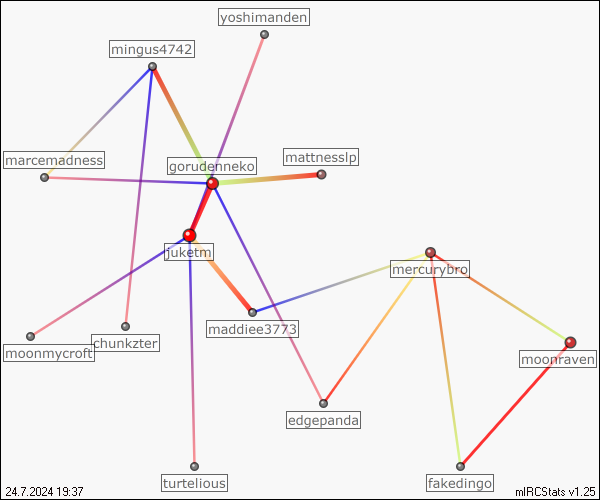 yoshimanden
mingus4742
marcemadness
gorudenneko
mattnesslp
juketm
mercurybro
maddiee3773
chunkzter
moonmycroft
moonraven
edgepanda
turtelious
fakedingo
24.7.2024 19:37
mIRCStats v1.25